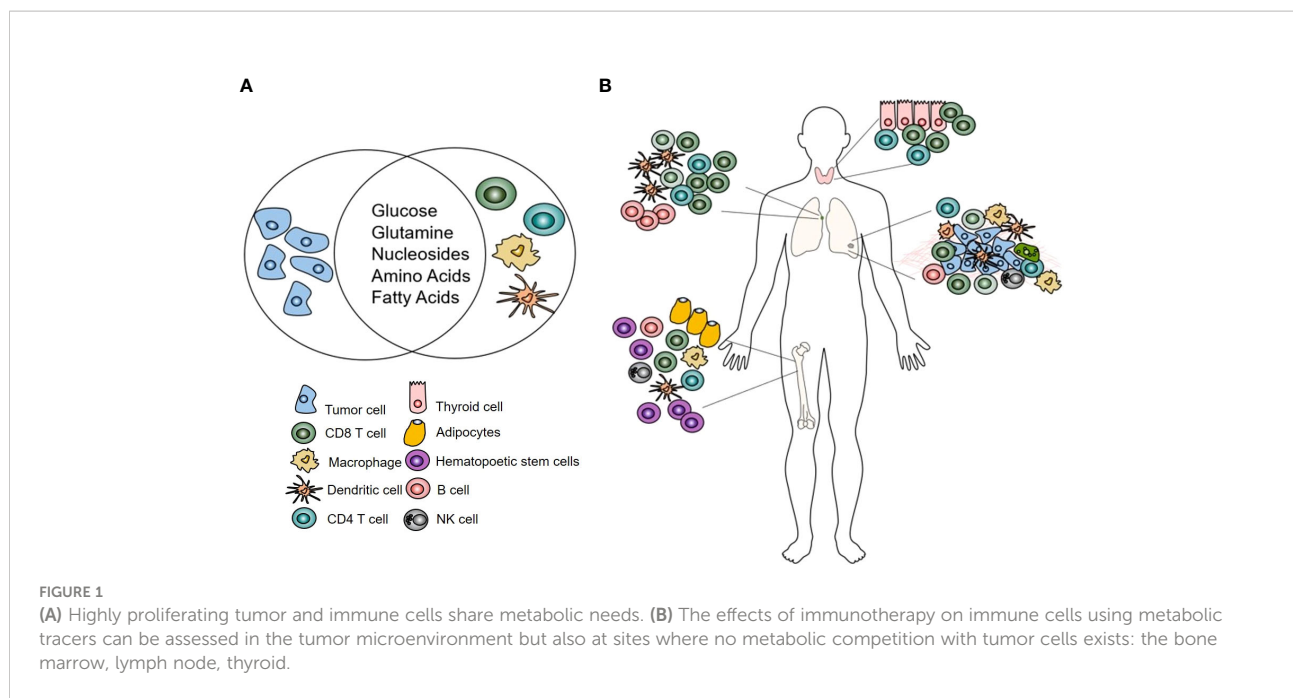 A
B
Glucose
Glutamine
Nucleosides
Amino Acids
Fatty Acids
Tumor cell
Thyroid cell
CD8 T cell
Adipocytes
Macrophage
Hematopoetic stem cells
Dendritic cell
B cell
CD4 T cell
NK cell
FIGURE 1
(A) Highly proliferating tumor and immune cells share metabolic needs. (B) The effects of immunotherapy on immune cells using metabolic
tracers can be assessed in the tumor microenvironment but also at sites where no metabolic competition with tumor cells exists: the bone
marrow, lymph node, thyroid.